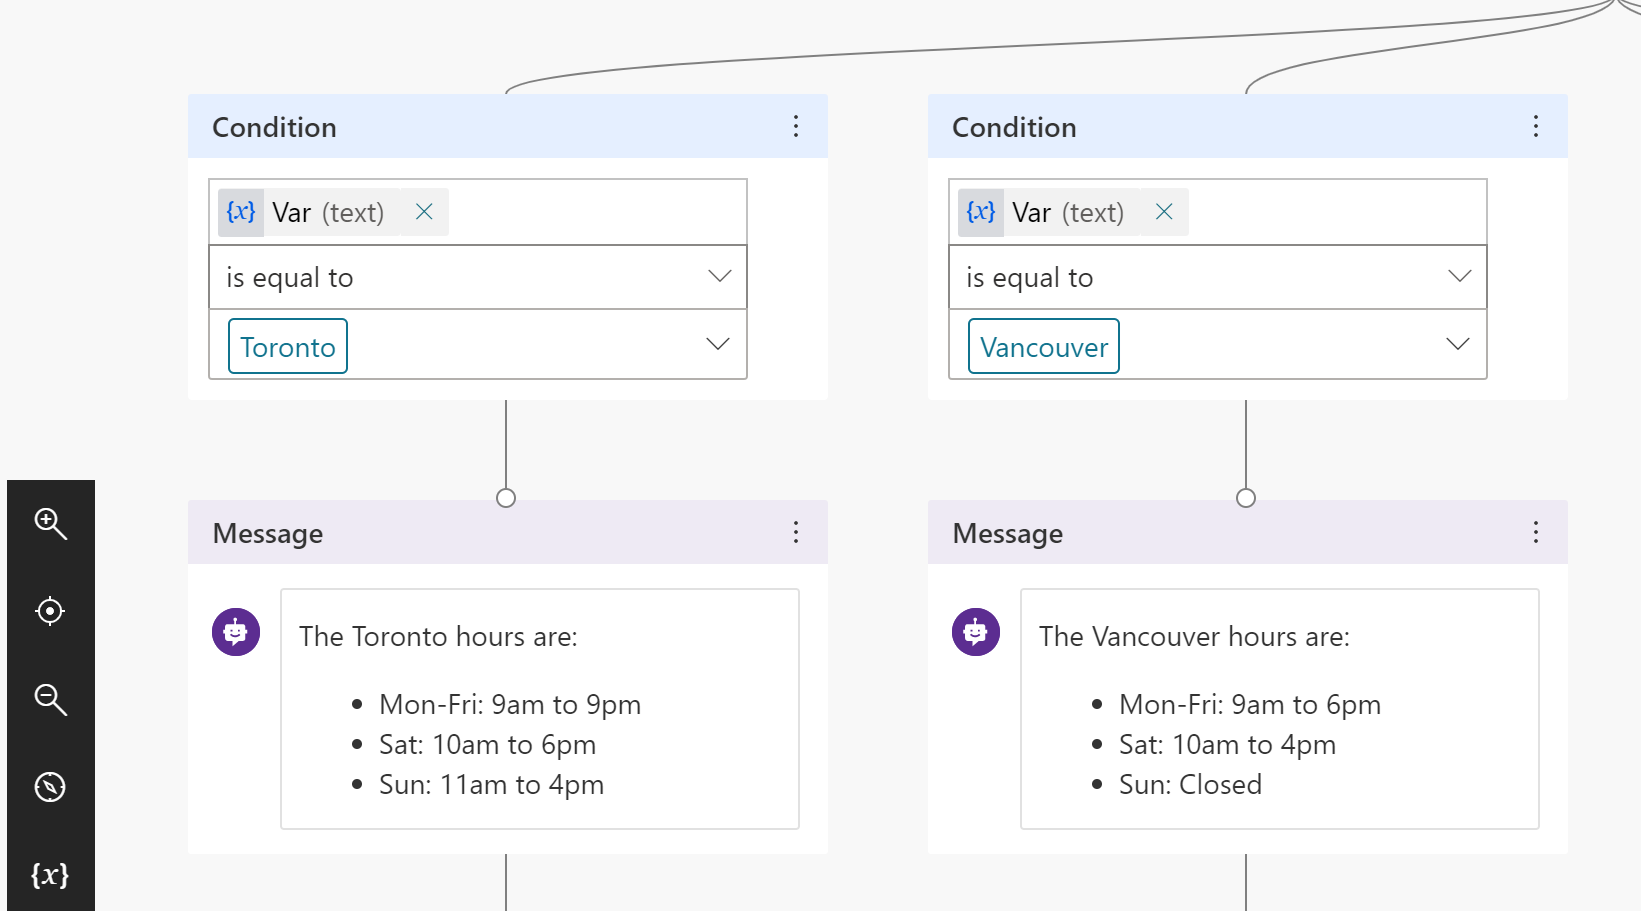 Condition
{x} Var (text)
is equal to
Toronto
Message
The Toronto hours are:
• Mon-Fri: 9am to 9pm
• Sat: 10am to 6pm
• Sun: 11am to 4pm
Condition
{x} Var (text)
is equal to
Vancouver
Message
The Vancouver hours are:
• Mon-Fri: 9am to 6pm
• Sat: 10am to 4pm
• Sun: Closed
{x}